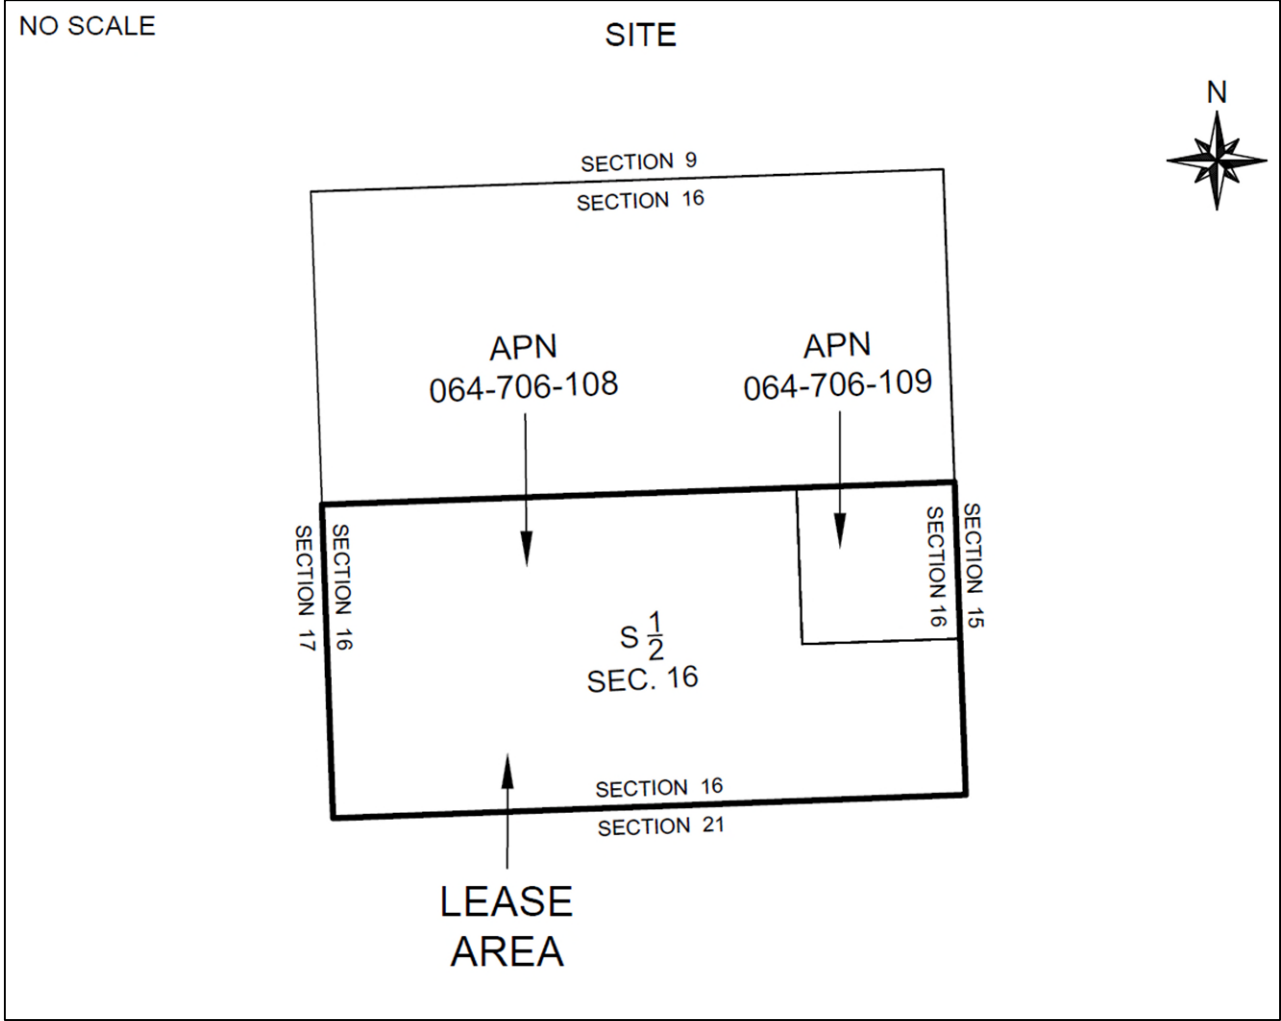 NO SCALE
SITE
N
SECTION 9
SECTION 16
APN
064-706-108
APN
064-706-109
SECTION 17
SECTION 16
SECTION 16
SECTION 15
S 1/2
SEC. 16
SECTION 16
SECTION 21
LEASE
AREA